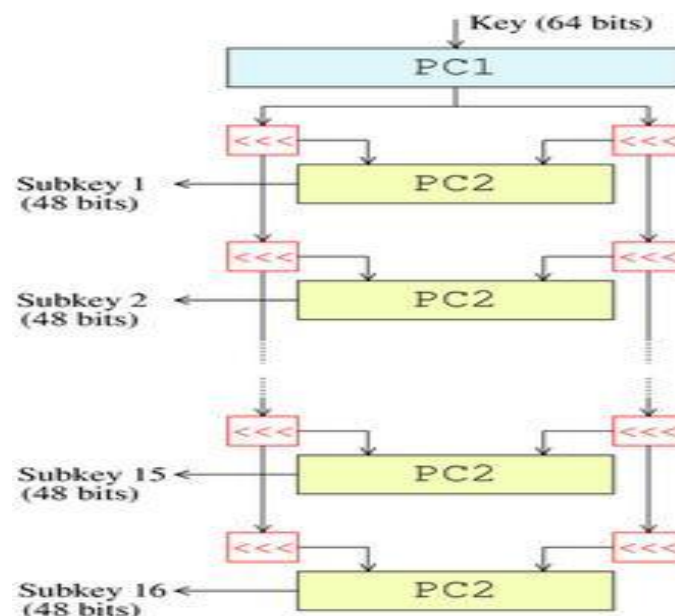 Key (64 bits)
PC1
<<< <<<
Subkey 1 PC2
(48 bits)
<<< <<<
Subkey 2 PC2
(48 bits)
<<< <<<
Subkey 15 PC2
(48 bits)
<<< <<<
Subkey 16 PC2
(48 bits)